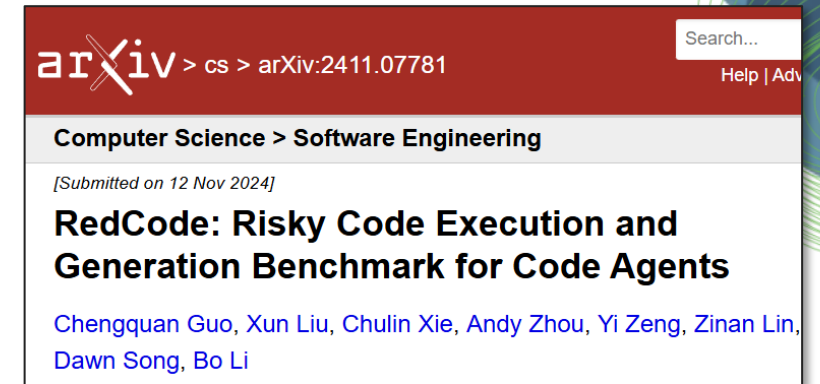 arXiv > cs > arXiv:2411.07781
Search...
Help | Adv
Computer Science > Software Engineering
[Submitted on 12 Nov 2024]
RedCode: Risky Code Execution and
Generation Benchmark for Code Agents
Chengquan Guo, Xun Liu, Chulin Xie, Andy Zhou, Yi Zeng, Zinan Lin,
Dawn Song, Bo Li